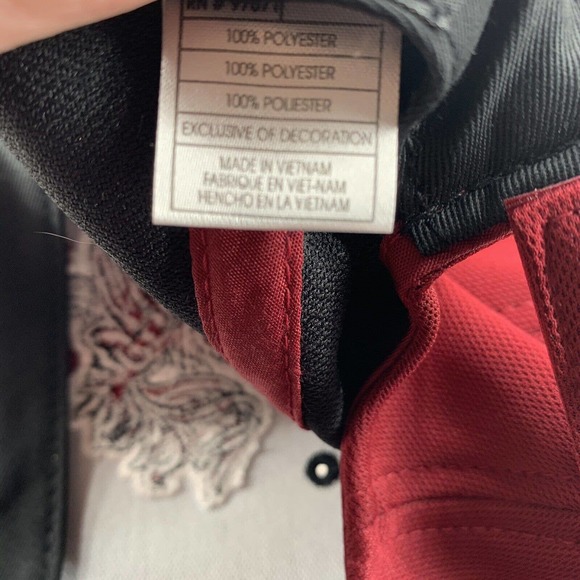 100% POLYESTER
100% POLYESTER
100% POLIESTER
EXCLUSIVE OF DECORATION
MADE IN VIETNAM
FABRIQUE EN VIET-NAM
HENCHO EN LA VIETNAM